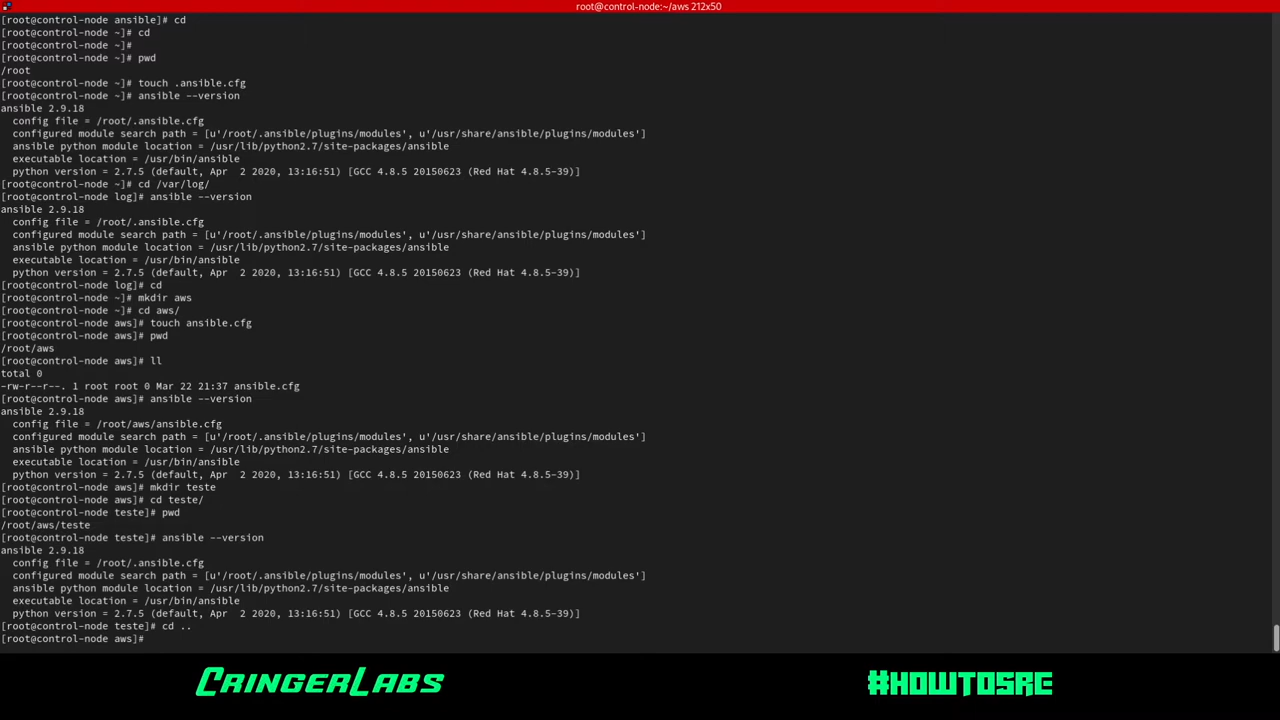 root@control-node:~/aws 212x50
[root@control-node ansible]# cd
[root@control-node ~]# cd
[root@control-node ~]#
[root@control-node ~]# pwd
/root
[root@control-node ~]# touch .ansible.cfg
[root@control-node ~]# ansible --version
ansible 2.9.18
  config file = /root/.ansible.cfg
  configured module search path = [u'/root/.ansible/plugins/modules', u'/usr/share/ansible/plugins/modules']
  ansible python module location = /usr/lib/python2.7/site-packages/ansible
  executable location = /usr/bin/ansible
  python version = 2.7.5 (default, Apr  2 2020, 13:16:51) [GCC 4.8.5 20150623 (Red Hat 4.8.5-39)]
[root@control-node ~]# cd /var/log/
[root@control-node log]# ansible --version
ansible 2.9.18
  config file = /root/.ansible.cfg
  configured module search path = [u'/root/.ansible/plugins/modules', u'/usr/share/ansible/plugins/modules']
  ansible python module location = /usr/lib/python2.7/site-packages/ansible
  executable location = /usr/bin/ansible
  python version = 2.7.5 (default, Apr  2 2020, 13:16:51) [GCC 4.8.5 20150623 (Red Hat 4.8.5-39)]
[root@control-node log]# cd
[root@control-node ~]# mkdir aws
[root@control-node ~]# cd aws/
[root@control-node aws]# touch ansible.cfg
[root@control-node aws]# pwd
/root/aws
[root@control-node aws]# ll
total 0
-rw-r--r--. 1 root root 0 Mar 22 21:37 ansible.cfg
[root@control-node aws]# ansible --version
ansible 2.9.18
  config file = /root/aws/ansible.cfg
  configured module search path = [u'/root/.ansible/plugins/modules', u'/usr/share/ansible/plugins/modules']
  ansible python module location = /usr/lib/python2.7/site-packages/ansible
  executable location = /usr/bin/ansible
  python version = 2.7.5 (default, Apr  2 2020, 13:16:51) [GCC 4.8.5 20150623 (Red Hat 4.8.5-39)]
[root@control-node aws]# mkdir teste
[root@control-node aws]# cd teste/
[root@control-node teste]# pwd
/root/aws/teste
[root@control-node teste]# ansible --version
ansible 2.9.18
  config file = /root/.ansible.cfg
  configured module search path = [u'/root/.ansible/plugins/modules', u'/usr/share/ansible/plugins/modules']
  ansible python module location = /usr/lib/python2.7/site-packages/ansible
  executable location = /usr/bin/ansible
  python version = 2.7.5 (default, Apr  2 2020, 13:16:51) [GCC 4.8.5 20150623 (Red Hat 4.8.5-39)]
[root@control-node teste]# cd ..
[root@control-node aws]#
CRINGERLABS
#HOWTOSRE